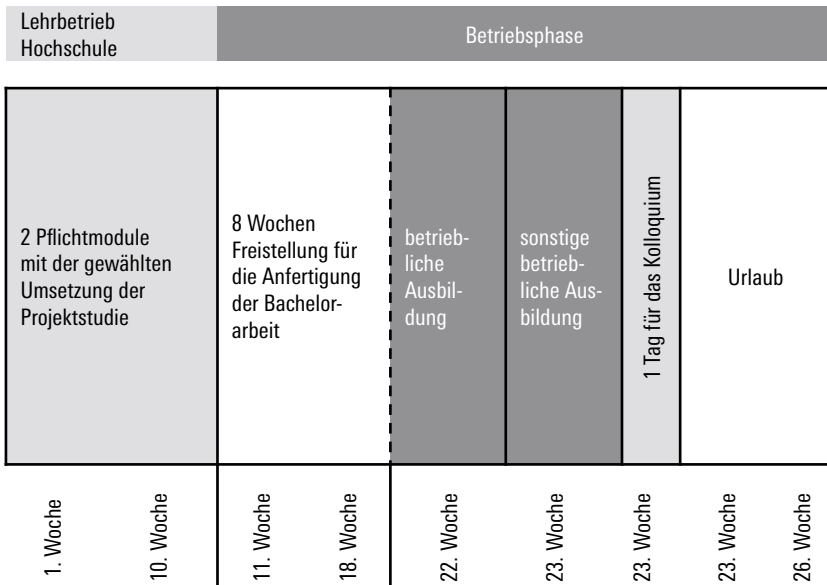 Lehrbetrieb
Hochschule
Betriebsphase
2 Pflichtmodule
mit der gewählten
Umsetzung der
Projektstudie
8 Wochen
Freistellung für
die Anfertigung
der Bachelor-
arbeit
betrieb-
liche
Ausbil-
dung
sonstige
betrieb-
liche Aus-
bildung
1 Tag für das Kolloquium
Urlaub
1. Woche
10. Woche
11. Woche
18. Woche
22. Woche
23. Woche
23. Woche
23. Woche
26. Woche